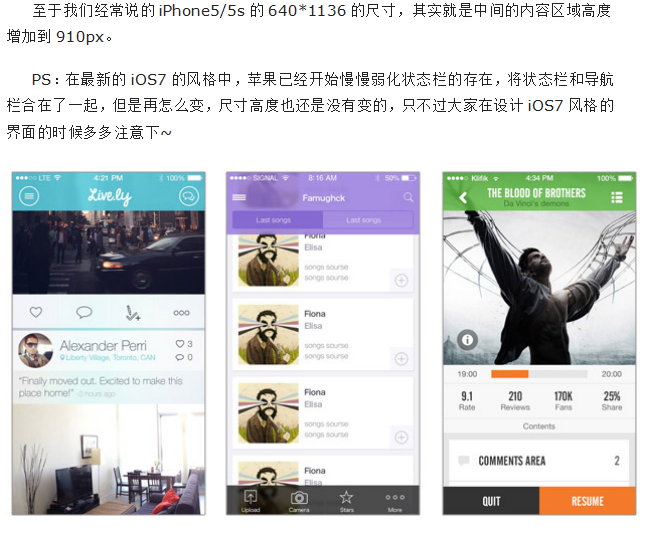 至于我们经常说的 iPhone5/5s 的 640*1136 的尺寸，其实就是中间的内容区域高度
增加到 910px。
PS：在最新的 iOS7 的风格中，苹果已经开始慢慢弱化状态栏的存在，将状态栏和导航
栏合在了一起，但是再怎么变，尺寸高度也还是没有变的，只不过大家在设计 iOS7 风格的
界面的时候多多注意下~
LTE 4:21 PM 100%
Live.ly
Alexander Perri 3
Liberty Village, Toronto, CAN 0
"Finally moved out. Excited to make this
place home!" -2 hours ago
SIGNAL 8:16 AM 50%
Famughck
Last songs Last songs
Fiona
Elisa
songs sourse
songs sourse
Fiona
Elisa
songs sourse
songs sourse
Fiona
Elisa
songs sourse
songs sourse
Fiona
Elisa
Upload Camera Stars More
Klifik 4:34 PM 100%
THE BLOOD OF BROTHERS
Da Vinci's demons
19:00 20:00
9.1 210 170K 25%
Rate Reviews Fans Share
Contents
COMMENTS AREA 2
QUIT RESUME